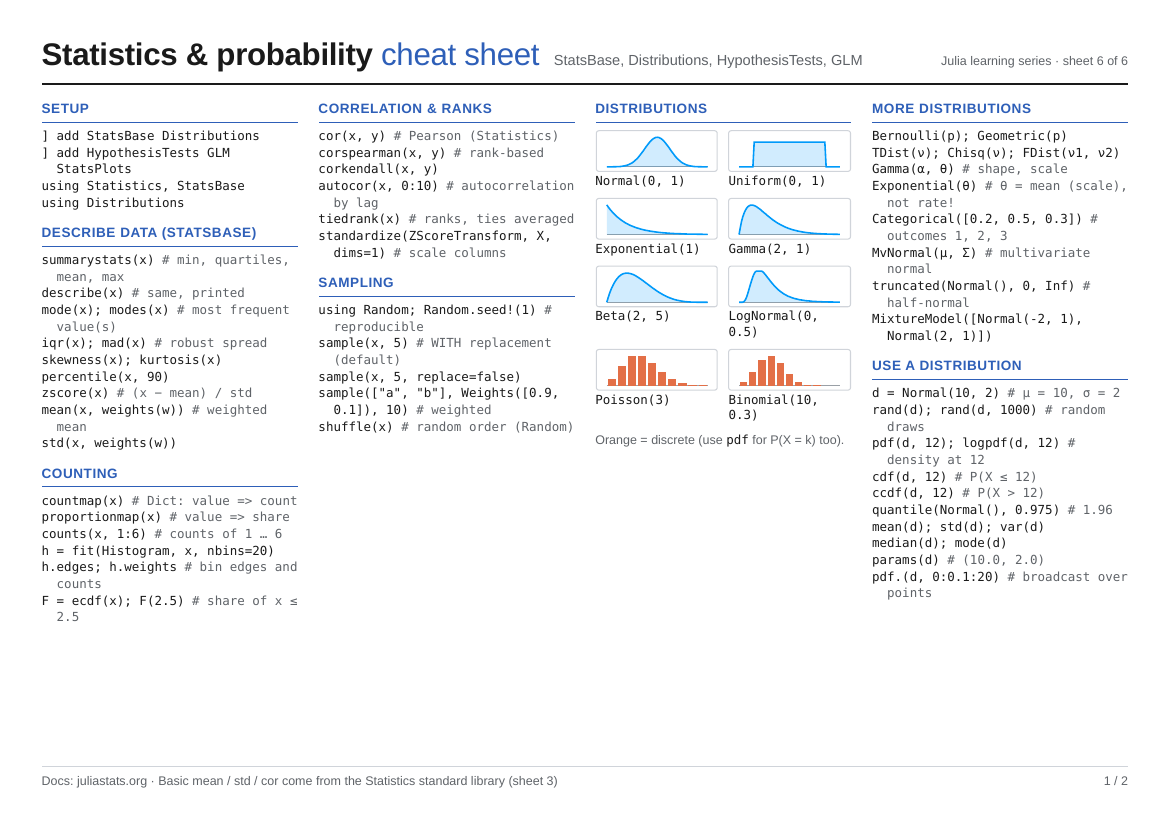 Statistics & probability cheat sheet StatsBase, Distributions, HypothesisTests, GLM
Julia learning series · sheet 6 of 6
SETUP
] add StatsBase Distributions
] add HypothesisTests GLM
StatsPlots
using Statistics, StatsBase
using Distributions
DESCRIBE DATA (STATSBASE)
summarystats(x) # min, quartiles,
mean, max
describe(x) # same, printed
mode(x); modes(x) # most frequent
value(s)
iqr(x); mad(x) # robust spread
skewness(x); kurtosis(x)
percentile(x, 90)
zscore(x) # (x − mean) / std
mean(x, weights(w)) # weighted
mean
std(x, weights(w))
COUNTING
countmap(x) # Dict: value => count
proportionmap(x) # value => share
counts(x, 1:6) # counts of 1 … 6
h = fit(Histogram, x, nbins=20)
h.edges; h.weights # bin edges and
counts
F = ecdf(x); F(2.5) # share of x ≤
2.5
CORRELATION & RANKS
cor(x, y) # Pearson (Statistics)
corspearman(x, y) # rank-based
corkendall(x, y)
autocor(x, 0:10) # autocorrelation
by lag
tiedrank(x) # ranks, ties averaged
standardize(ZScoreTransform, X,
dims=1) # scale columns
SAMPLING
using Random; Random.seed!(1) #
reproducible
sample(x, 5) # WITH replacement
(default)
sample(x, 5, replace=false)
sample(["a", "b"], Weights([0.9,
0.1]), 10) # weighted
shuffle(x) # random order (Random)
DISTRIBUTIONS
Normal(0, 1)
Uniform(0, 1)
Exponential(1)
Gamma(2, 1)
Beta(2, 5)
LogNormal(0,
0.5)
Poisson(3)
Binomial(10,
0.3)
Orange = discrete (use pdf for P(X = k) too).
MORE DISTRIBUTIONS
Bernoulli(p); Geometric(p)
TDist(ν); Chisq(ν); FDist(ν1, ν2)
Gamma(α, θ) # shape, scale
Exponential(θ) # θ = mean (scale),
not rate!
Categorical([0.2, 0.5, 0.3]) #
outcomes 1, 2, 3
MvNormal(μ, Σ) # multivariate
normal
truncated(Normal(), 0, Inf) #
half-normal
MixtureModel([Normal(-2, 1),
Normal(2, 1)])
USE A DISTRIBUTION
d = Normal(10, 2) # μ = 10, σ = 2
rand(d); rand(d, 1000) # random
draws
pdf(d, 12); logpdf(d, 12) #
density at 12
cdf(d, 12) # P(X ≤ 12)
ccdf(d, 12) # P(X > 12)
quantile(Normal(), 0.975) # 1.96
mean(d); std(d); var(d)
median(d); mode(d)
params(d) # (10.0, 2.0)
pdf.(d, 0:0.1:20) # broadcast over
points
Docs: juliastats.org · Basic mean / std / cor come from the Statistics standard library (sheet 3)
1 / 2